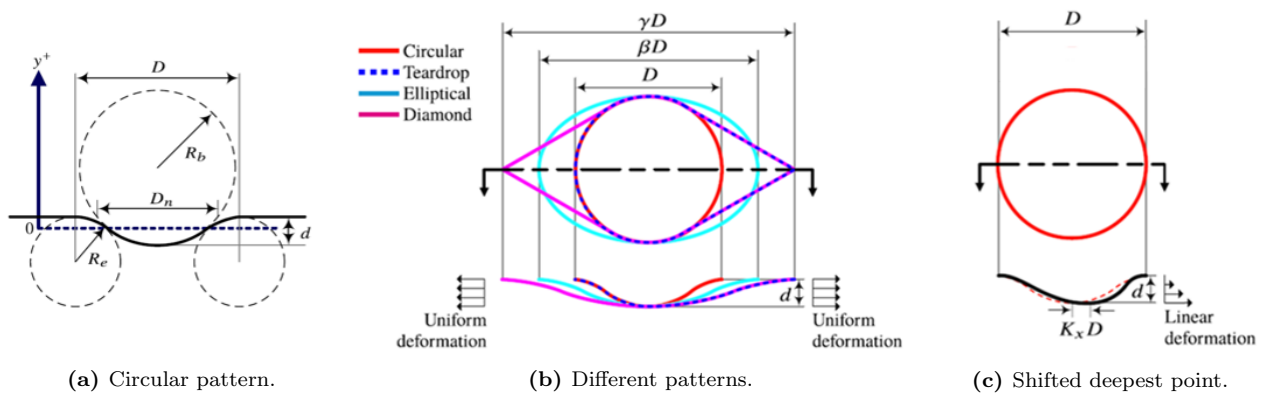 y⁺
D
R_b
D_n
0
d
R_e
(a) Circular pattern.
γD
βD
D
Circular
Teardrop
Elliptical
Diamond
d
Uniform
deformation
Uniform
deformation
(b) Different patterns.
D
d
K_x D
Linear
deformation
(c) Shifted deepest point.